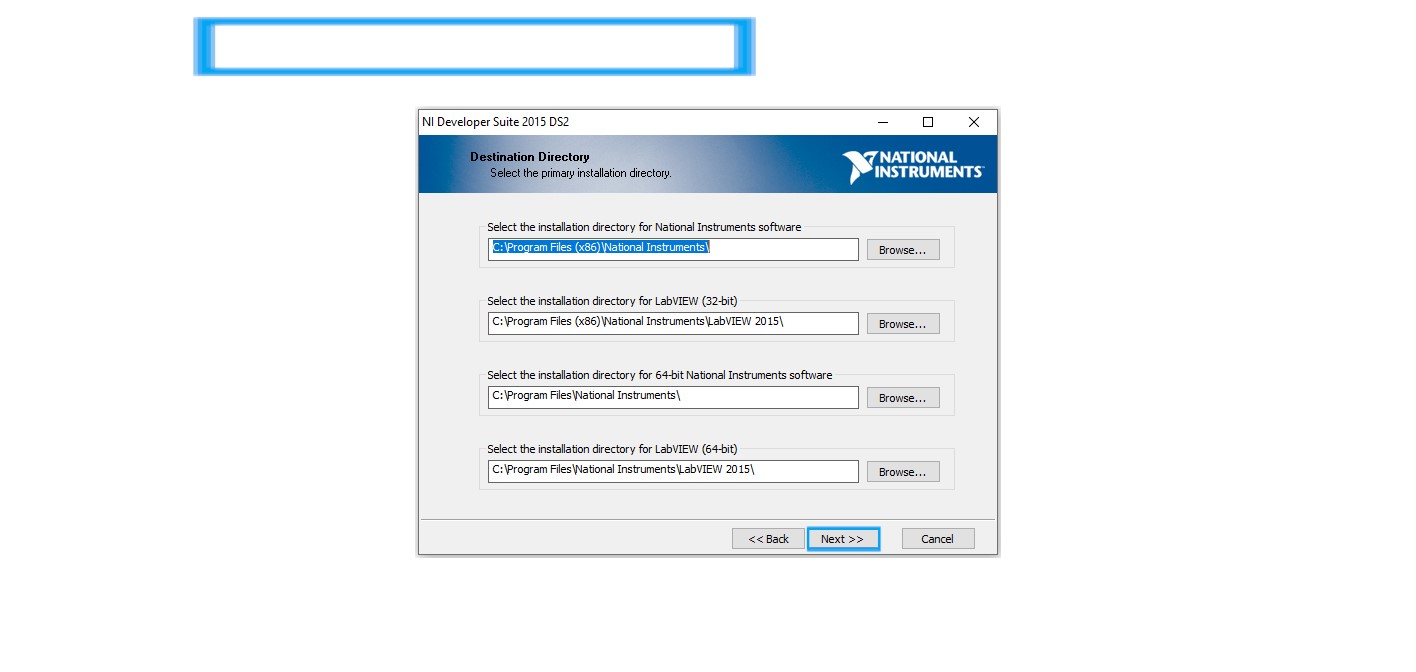 NI Developer Suite 2015 DS2
Destination Directory
Select the primary installation directory.
NATIONAL
INSTRUMENTS™
Select the installation directory for National Instruments software
C:\Program Files (x86)\National Instruments\
Browse...
Select the installation directory for LabVIEW (32-bit)
C:\Program Files (x86)\National Instruments\LabVIEW 2015\
Browse...
Select the installation directory for 64-bit National Instruments software
C:\Program Files\National Instruments\
Browse...
Select the installation directory for LabVIEW (64-bit)
C:\Program Files\National Instruments\LabVIEW 2015\
Browse...
<< Back Next >> Cancel